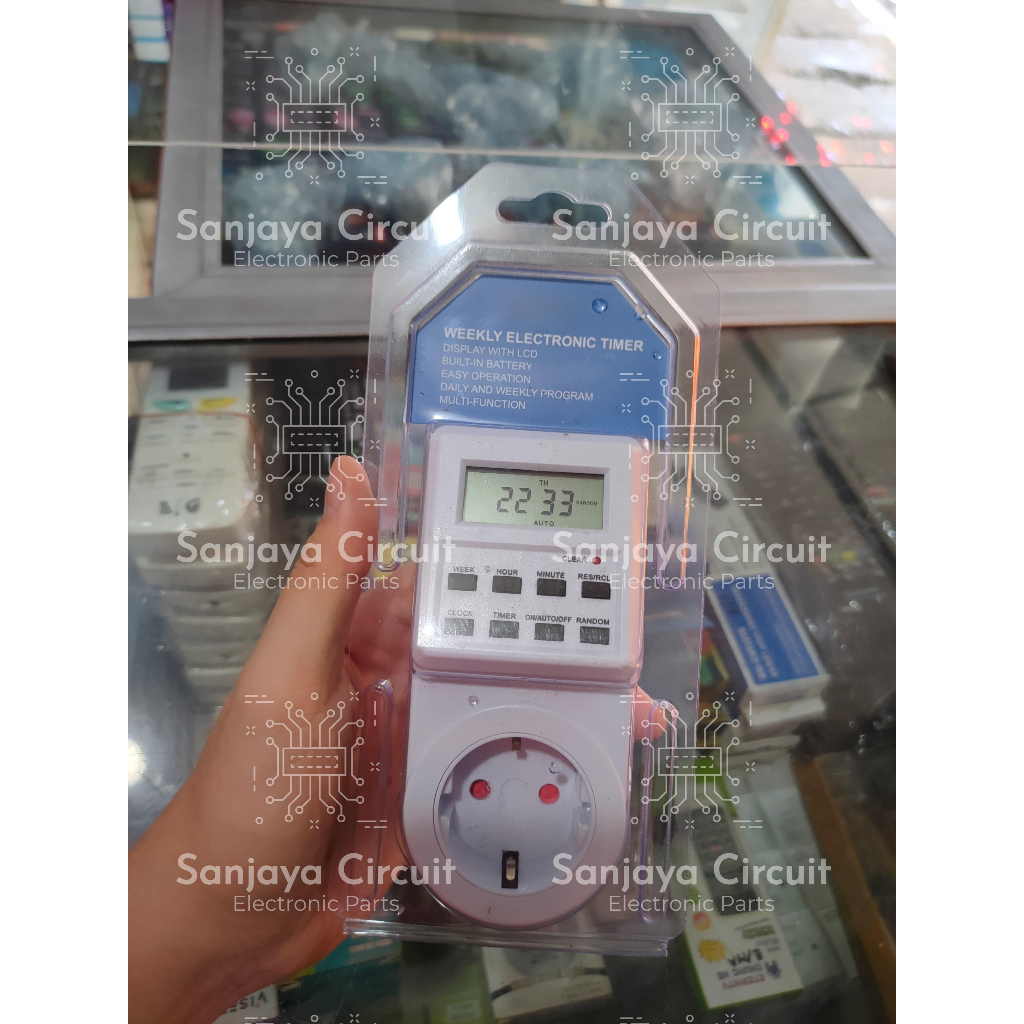 Sanjaya Circuit
Electronic Parts
Sanjaya Circuit
Electronic Parts
WEEKLY ELECTRONIC TIMER
DISPLAY WITH LCD
BUILT-IN BATTERY
EASY OPERATION
DAILY AND WEEKLY PROGRAM
MULTI-FUNCTION
TH
22 33 RANDOM
AUTO
Sanjaya Circuit
Electronic Parts
Sanjaya Circuit
Electronic Parts
CLEAR
WEEK HOUR MINUTE RES/RCL
CLOCK TIMER ON/AUTO/OFF RANDOM
Sanjaya Circuit
Electronic Parts
Sanjaya Circuit
Electronic Parts